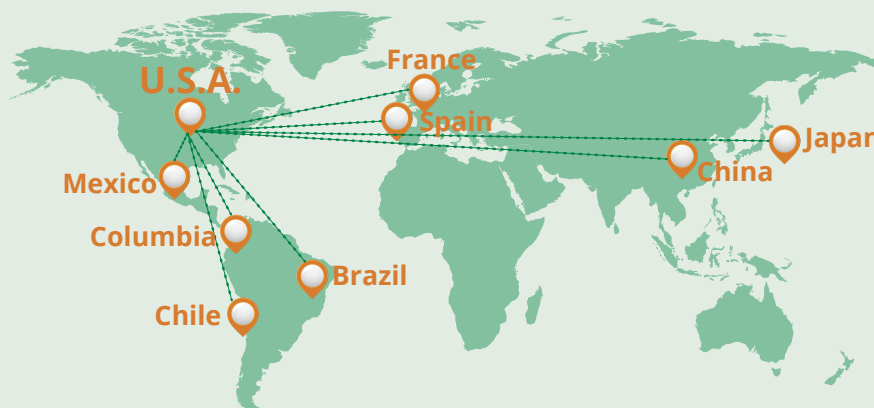 France
U.S.A.
Spain
Japan
China
Mexico
Columbia
Brazil
Chile